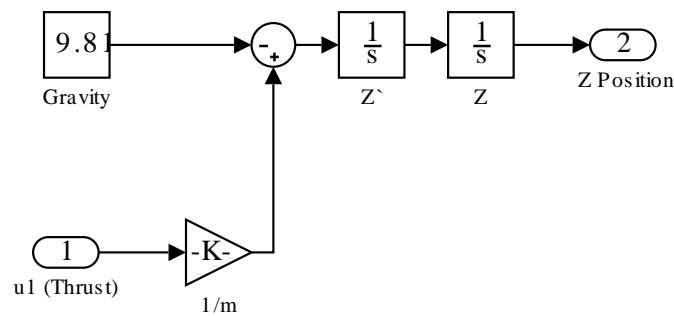 9.81
-
+
1
s
1
s
2
Gravity
Z`
Z
Z Position
1
-K-
u1 (Thrust)
1/m